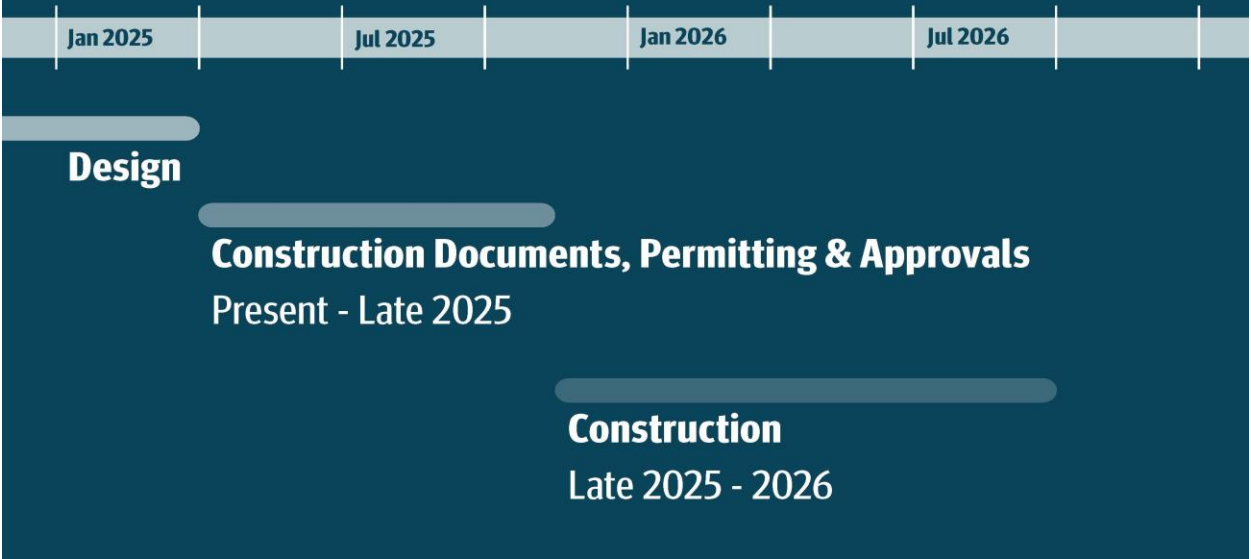 Jan 2025
Jul 2025
Jan 2026
Jul 2026
Design
Construction Documents, Permitting & Approvals
Present - Late 2025
Construction
Late 2025 - 2026